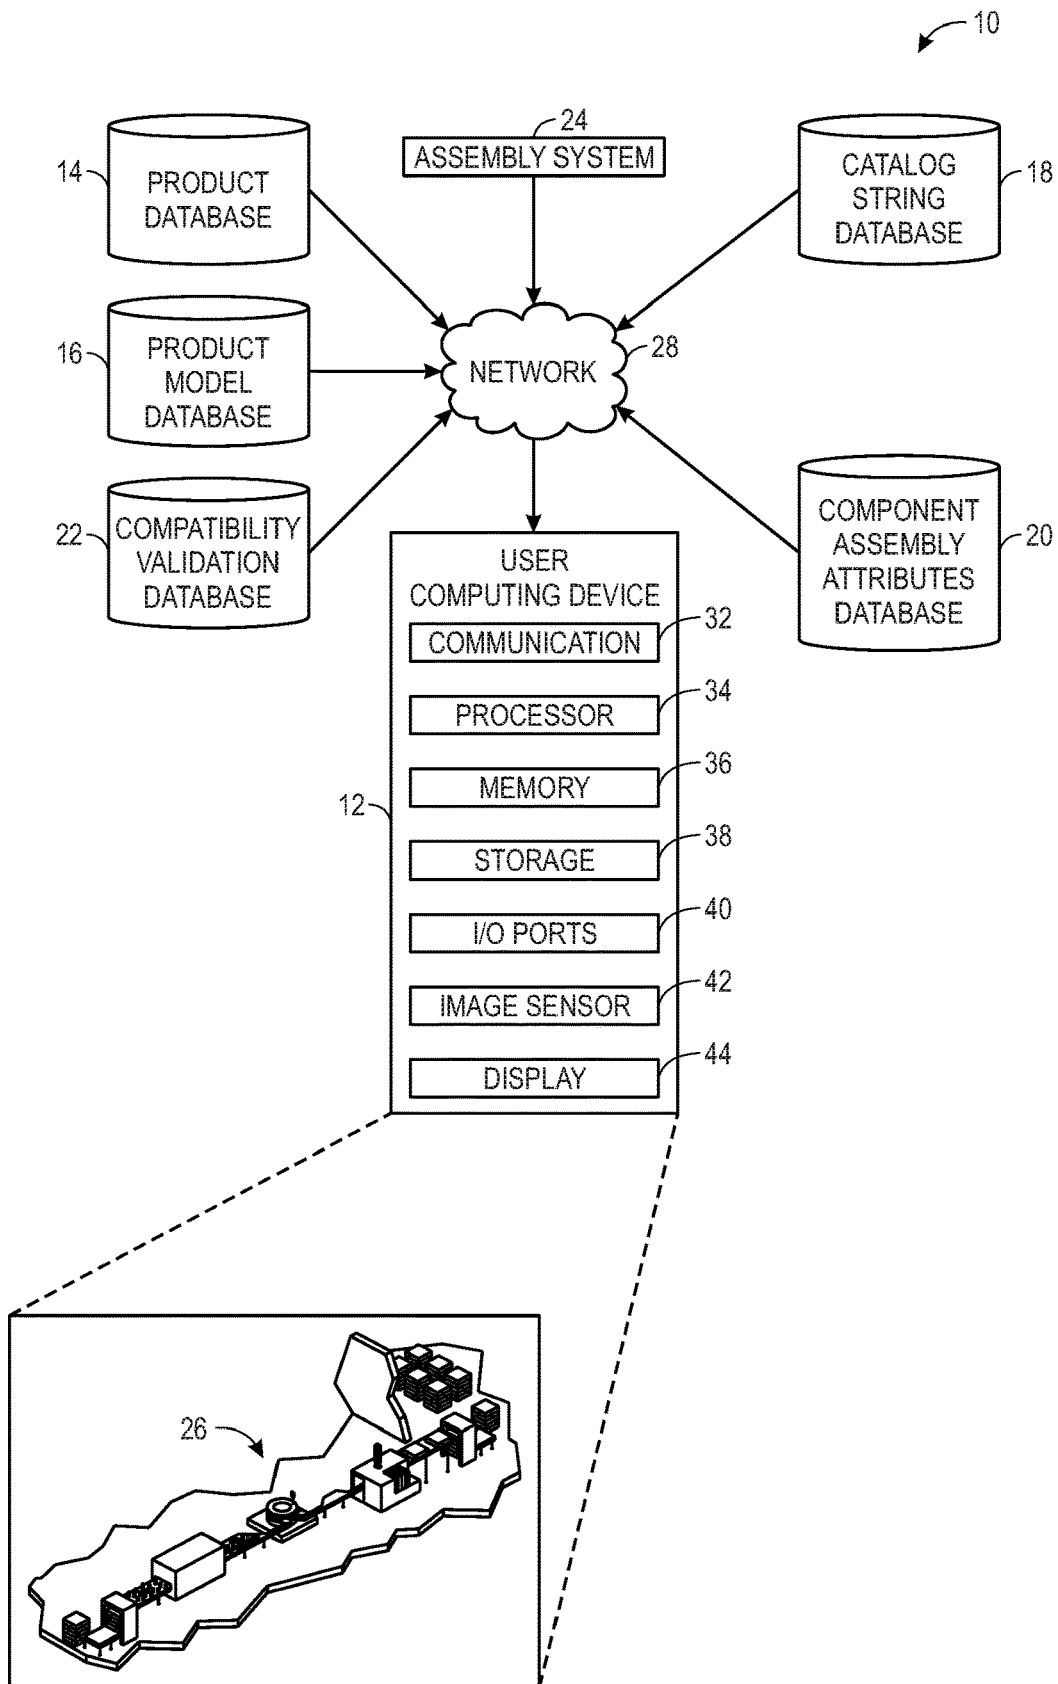 10
24
ASSEMBLY SYSTEM
14
PRODUCT
DATABASE
CATALOG
STRING
DATABASE
18
16
PRODUCT
MODEL
DATABASE
NETWORK
28
22
COMPATIBILITY
VALIDATION
DATABASE
COMPONENT
ASSEMBLY
ATTRIBUTES
DATABASE
20
USER
COMPUTING DEVICE
12
COMMUNICATION
32
PROCESSOR
34
MEMORY
36
STORAGE
38
I/O PORTS
40
IMAGE SENSOR
42
DISPLAY
44
26